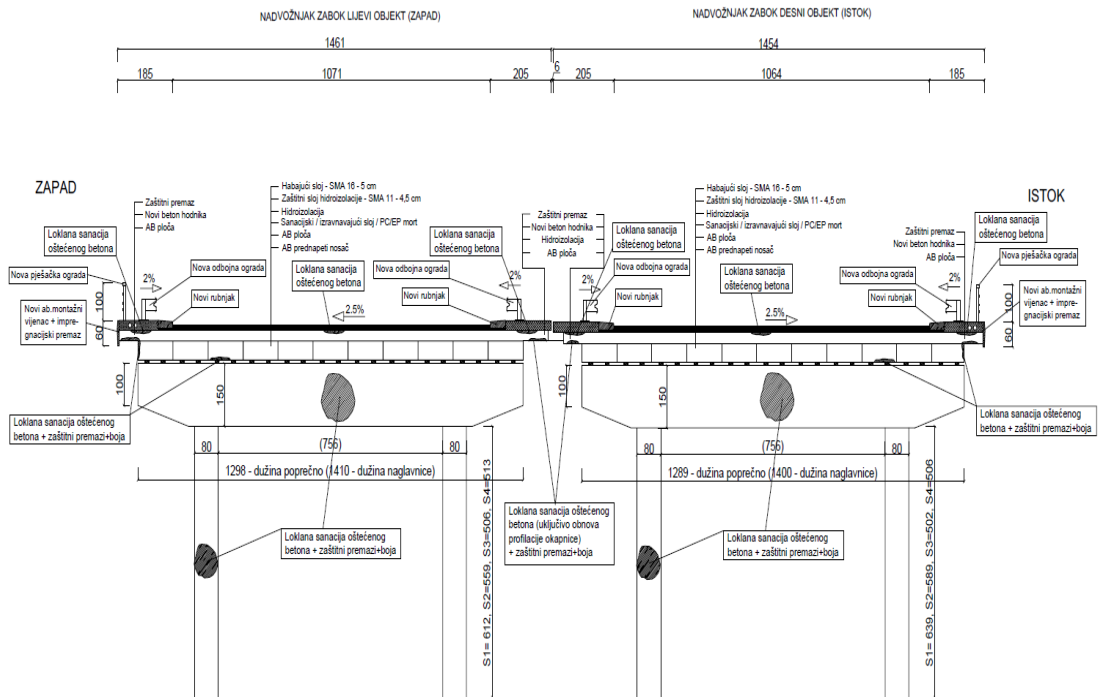 NADVOŽNJAK ZABOK LIJEVI OBJEKT (ZAPAD)
NADVOŽNJAK ZABOK DESNI OBJEKT (ISTOK)
1461
1454
185
1071
205
6
205
1064
185
ZAPAD
ISTOK
Zaštitni premaz
Novi beton hodnika
AB ploča
Habajući sloj - SMA 16 - 5 cm
Zaštitni sloj hidroizolacije - SMA 11 - 4,5 cm
Hidroizolacija
Sanacijski / izravnavajući sloj / PC/EP mort
AB ploča
AB prednapeti nosač
Zaštitni premaz
Novi beton hodnika
Hidroizolacija
AB ploča
Habajući sloj - SMA 16 - 5 cm
Zaštitni sloj hidroizolacije - SMA 11 - 4,5 cm
Hidroizolacija
Sanacijski / izravnavajući sloj / PC/EP mort
AB ploča
AB prednapeti nosač
Zaštitni premaz
Novi beton hodnika
AB ploča
Loklana sanacija
oštećenog betona
Nova pješačka ograda
Novi ab.montažni
vijenac + impre-
gnacijski premaz
2%
Nova odbojna ograda
Novi rubnjak
Loklana sanacija
oštećenog betona
2.5%
Nova odbojna ograda
Novi rubnjak
Loklana sanacija
oštećenog betona
2%
Loklana sanacija
oštećenog betona
2%
Nova odbojna ograda
Novi rubnjak
Loklana sanacija
oštećenog betona
2.5%
Nova odbojna ograda
Novi rubnjak
2%
Loklana sanacija
oštećenog betona
Nova pješačka ograda
Novi ab.montažni
vijenac + impre-
gnacijski premaz
100
60
100
60
100
150
100
150
Loklana sanacija oštećenog
betona + zaštitni premazi+boja
Loklana sanacija oštećenog
betona + zaštitni premazi+boja
80
(756)
80
80
(756)
80
1298 - dužina poprečno (1410 - dužina naglavnice)
1289 - dužina poprečno (1400 - dužina naglavnice)
Loklana sanacija oštećenog
betona + zaštitni premazi+boja
Loklana sanacija oštećenog
betona (uključivo obnova
profilacije okapnice)
+ zaštitni premazi+boja
Loklana sanacija oštećenog
betona + zaštitni premazi+boja
S1= 612, S2=559, S3=506, S4=513
S1= 639, S2=589, S3=502, S4=506